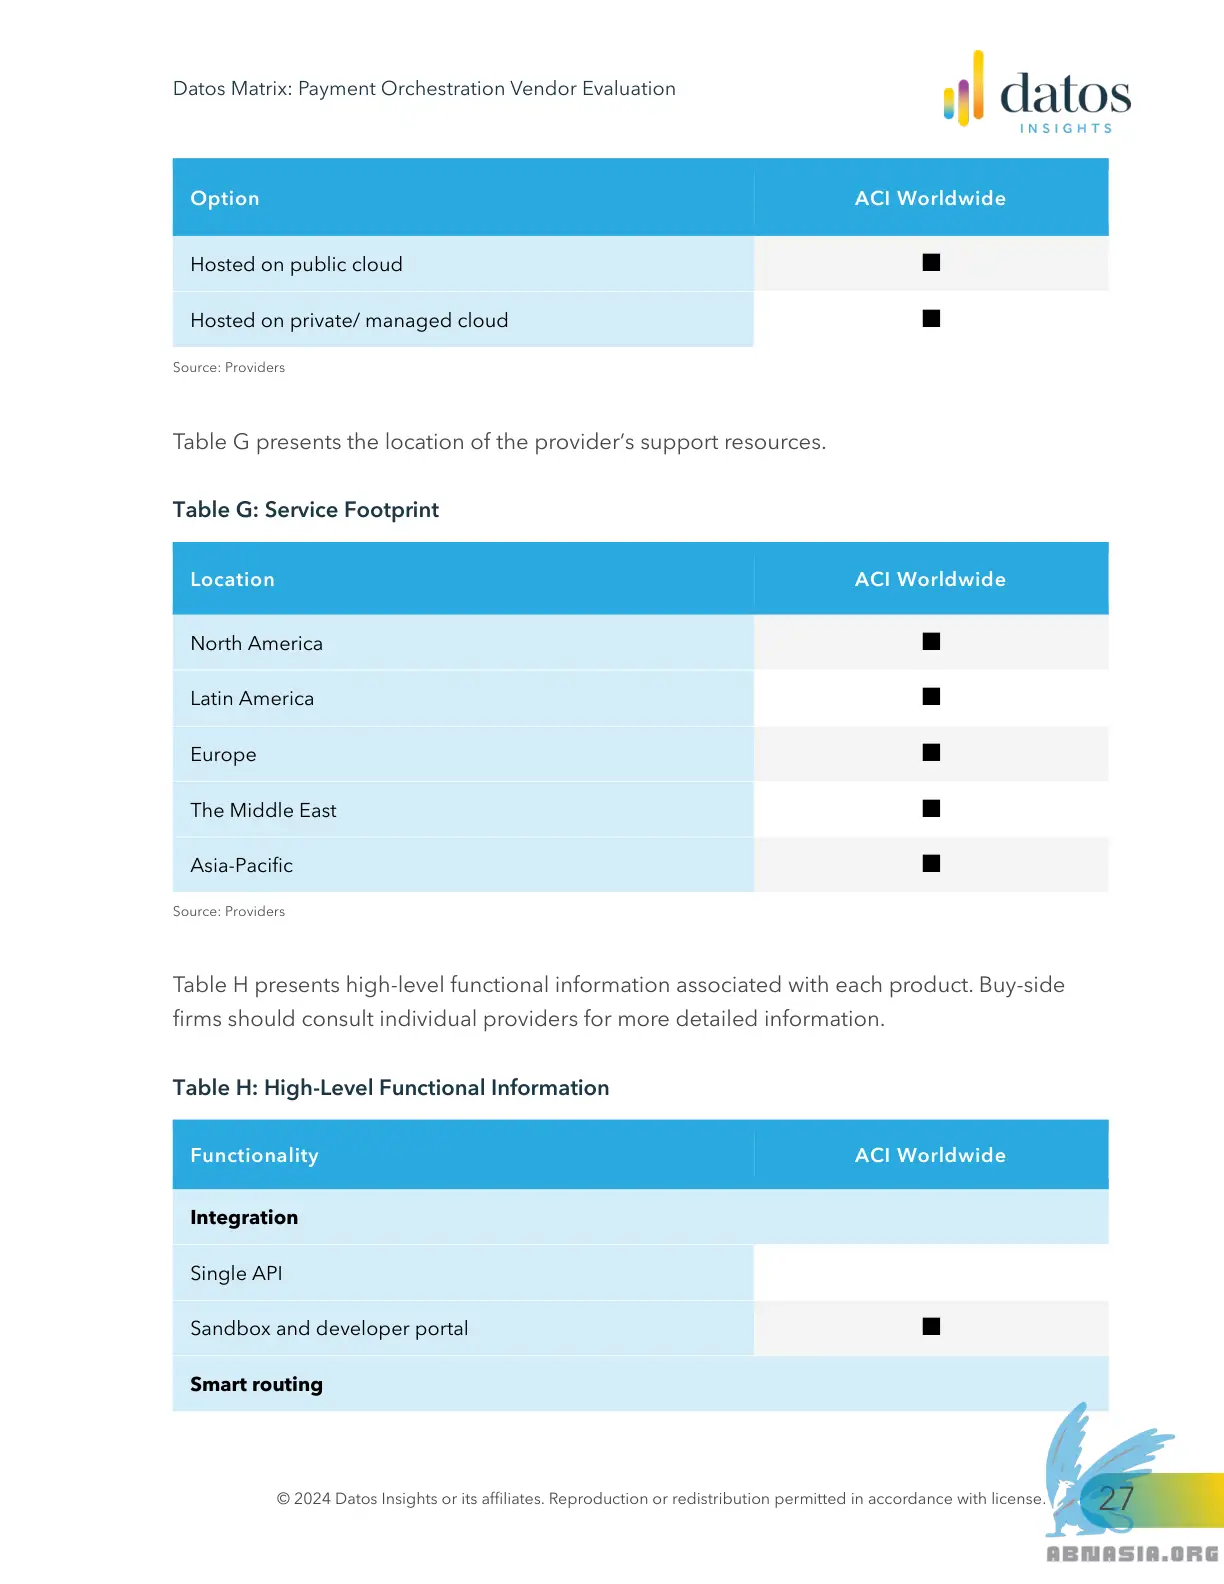 Datos Matrix: Payment Orchestration Vendor Evaluation
datos
INSIGHTS
Option ACI Worldwide
Hosted on public cloud ■
Hosted on private/ managed cloud ■
Source: Providers
Table G presents the location of the provider’s support resources.
Table G: Service Footprint
Location ACI Worldwide
North America ■
Latin America ■
Europe ■
The Middle East ■
Asia-Pacific ■
Source: Providers
Table H presents high-level functional information associated with each product. Buy-side
firms should consult individual providers for more detailed information.
Table H: High-Level Functional Information
Functionality ACI Worldwide
Integration
Single API
Sandbox and developer portal ■
Smart routing
© 2024 Datos Insights or its affiliates. Reproduction or redistribution permitted in accordance with license.
27
ABNASIA.ORG